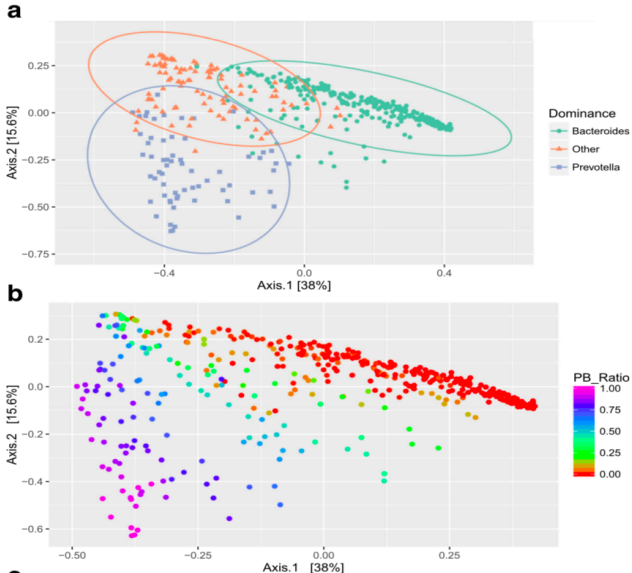 a
0.25
0.00
−0.25
−0.50
−0.75
Axis.2 [15.6%]
−0.4
0.0
0.4
Axis.1 [38%]
Dominance
Bacteroides
Other
Prevotella
b
0.2
0.0
−0.2
−0.4
−0.6
Axis.2 [15.6%]
−0.50
−0.25
0.00
0.25
Axis.1 [38%]
PB_Ratio
1.00
0.75
0.50
0.25
0.00